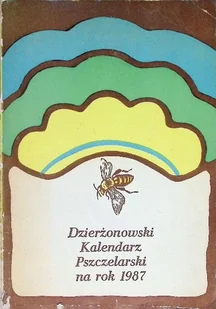 Dzierżonowski
Kalendarz
Pszczelarski
na rok 1987